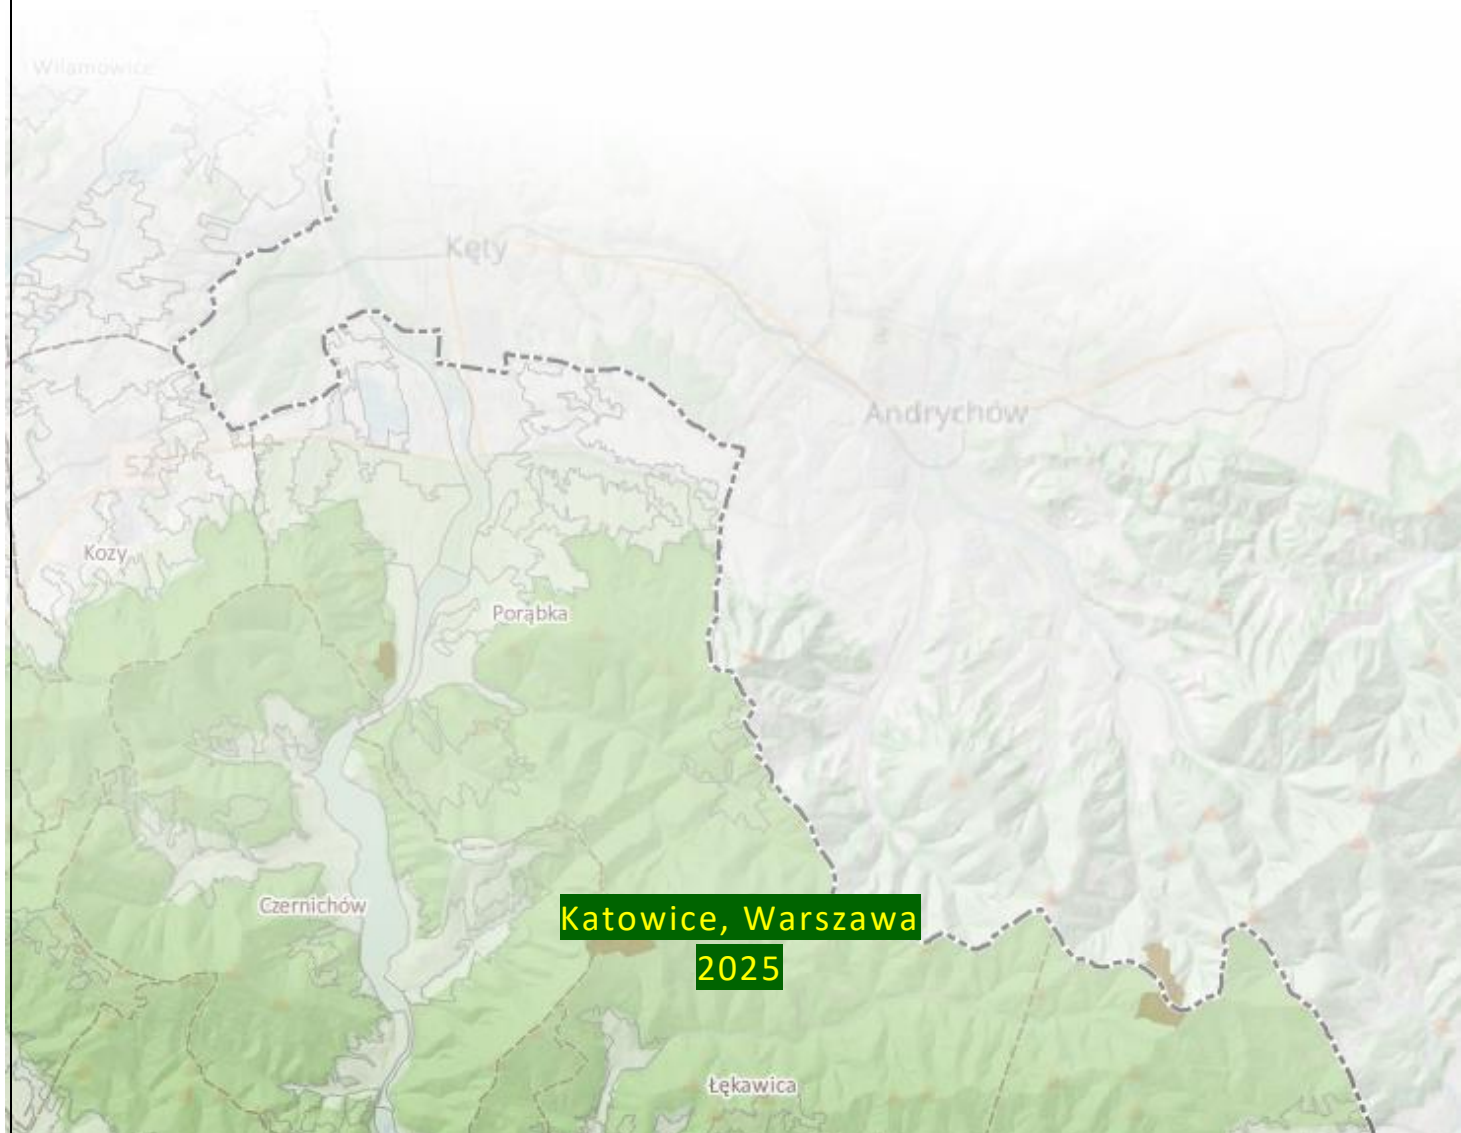 Wilamowice
Kęty
Andrychów
52
Kozy
Porąbka
Czernichów
Katowice, Warszawa
2025
Łękawica